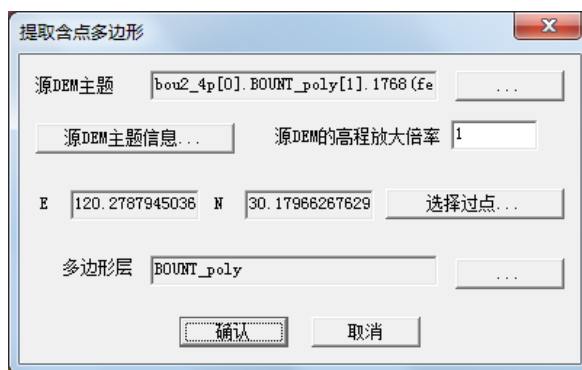 提取含点多边形
源DEM主题 bou2_4p[0].BOUNT_poly[1].1768(fe ...
源DEM主题信息... 源DEM的高程放大倍率 1
E 120.2787945036 N 30.17966267629 选择过点...
多边形层 BOUNT_poly ...
确认 取消